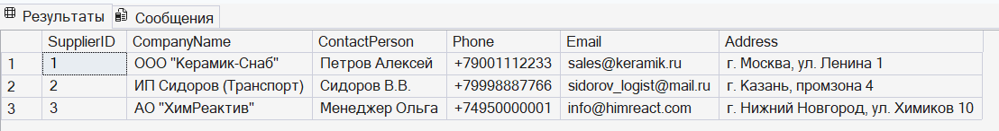 Результаты Сообщения
SupplierID CompanyName ContactPerson Phone Email Address
1 1 ООО "Керамик-Снаб" Петров Алексей +79001112233 sales@keramik.ru г. Москва, ул. Ленина 1
2 2 ИП Сидоров (Транспорт) Сидоров В.В. +79998887766 sidorov_logist@mail.ru г. Казань, промзона 4
3 3 АО "ХимРеактив" Менеджер Ольга +74950000001 info@himreact.com г. Нижний Новгород, ул. Химиков 10